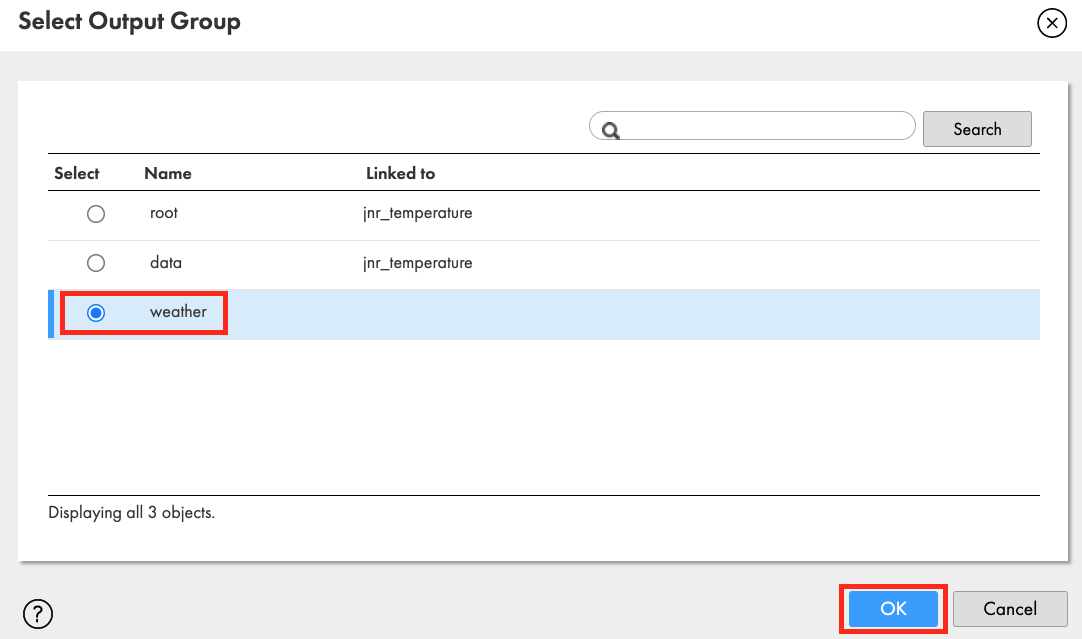 Select Output Group
Search
Select Name Linked to
root jnr_temperature
data jnr_temperature
weather
Displaying all 3 objects.
? OK Cancel